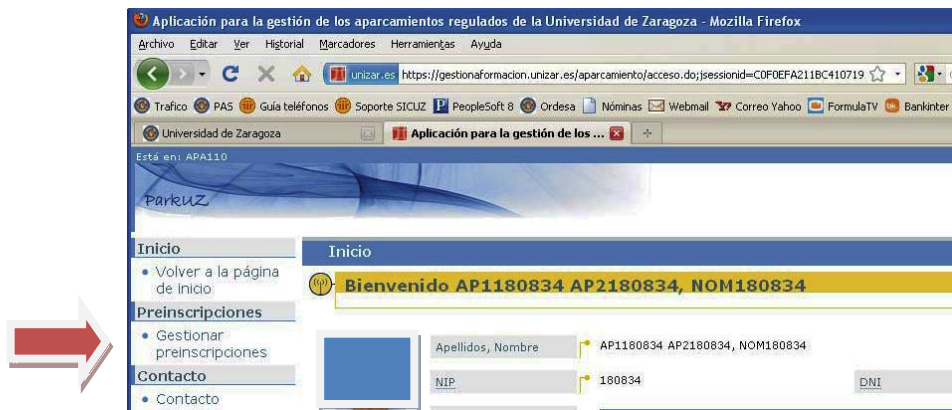 Aplicación para la gestión de los aparcamientos regulados de la Universidad de Zaragoza - Mozilla Firefox
Archivo Editar Ver Historial Marcadores Herramientas Ayuda
unizar.es https://gestionaformacion.unizar.es/aparcamiento/acceso.do;jsessionid=C0F0EFA211BC410719
Trafico PAS Guía teléfonos Soporte SICUZ PeopleSoft 8 Ordesa Nóminas Webmail Correo Yahoo FormulaTV Bankinter
Universidad de Zaragoza Aplicación para la gestión de los ...
Está en: APA110
ParkUZ
Inicio
Volver a la página
de inicio
Preinscripciones
Gestionar
preinscripciones
Contacto
Contacto
Inicio
Bienvenido AP1180834 AP2180834, NOM180834
Apellidos, Nombre AP1180834 AP2180834, NOM180834
NIP 180834 DNI